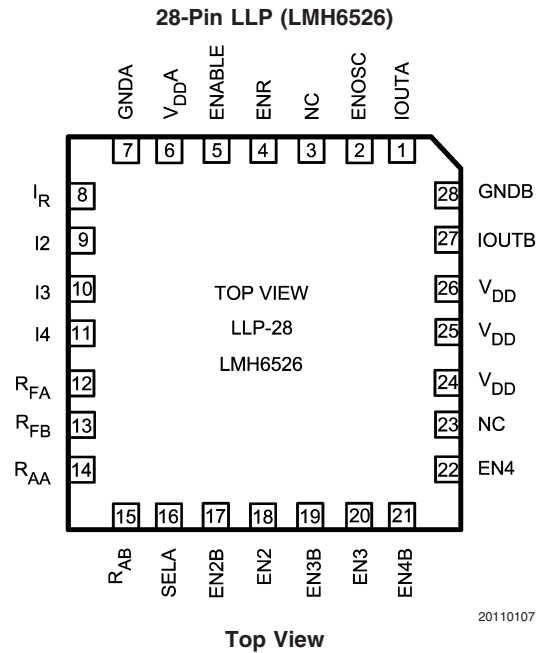 28-Pin LLP (LMH6526)
GNDA
VDDA
ENABLE
ENR
NC
ENOSC
IOUTA
7 6 5 4 3 2 1
IR 8
I2 9
I3 10
I4 11
RFA 12
RFB 13
RAA 14
TOP VIEW
LLP-28
LMH6526
28 GNDB
27 IOUTB
26 VDD
25 VDD
24 VDD
23 NC
22 EN4
15 16 17 18 19 20 21
RAB
SELA
EN2B
EN2
EN3B
EN3
EN4B
20110107
Top View